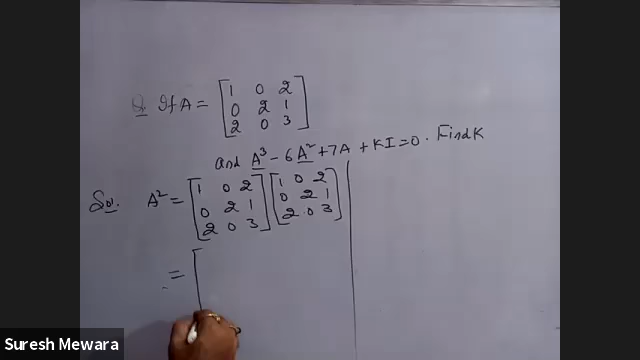 Q. If A = [1 0 2
0 2 1
2 0 3]
and A³ - 6A² + 7A + KI = 0. Find K
Sol. A² = [1 0 2
0 2 1
2 0 3] [1 0 2
0 2 1
2 0 3]
= [
Suresh Mewara